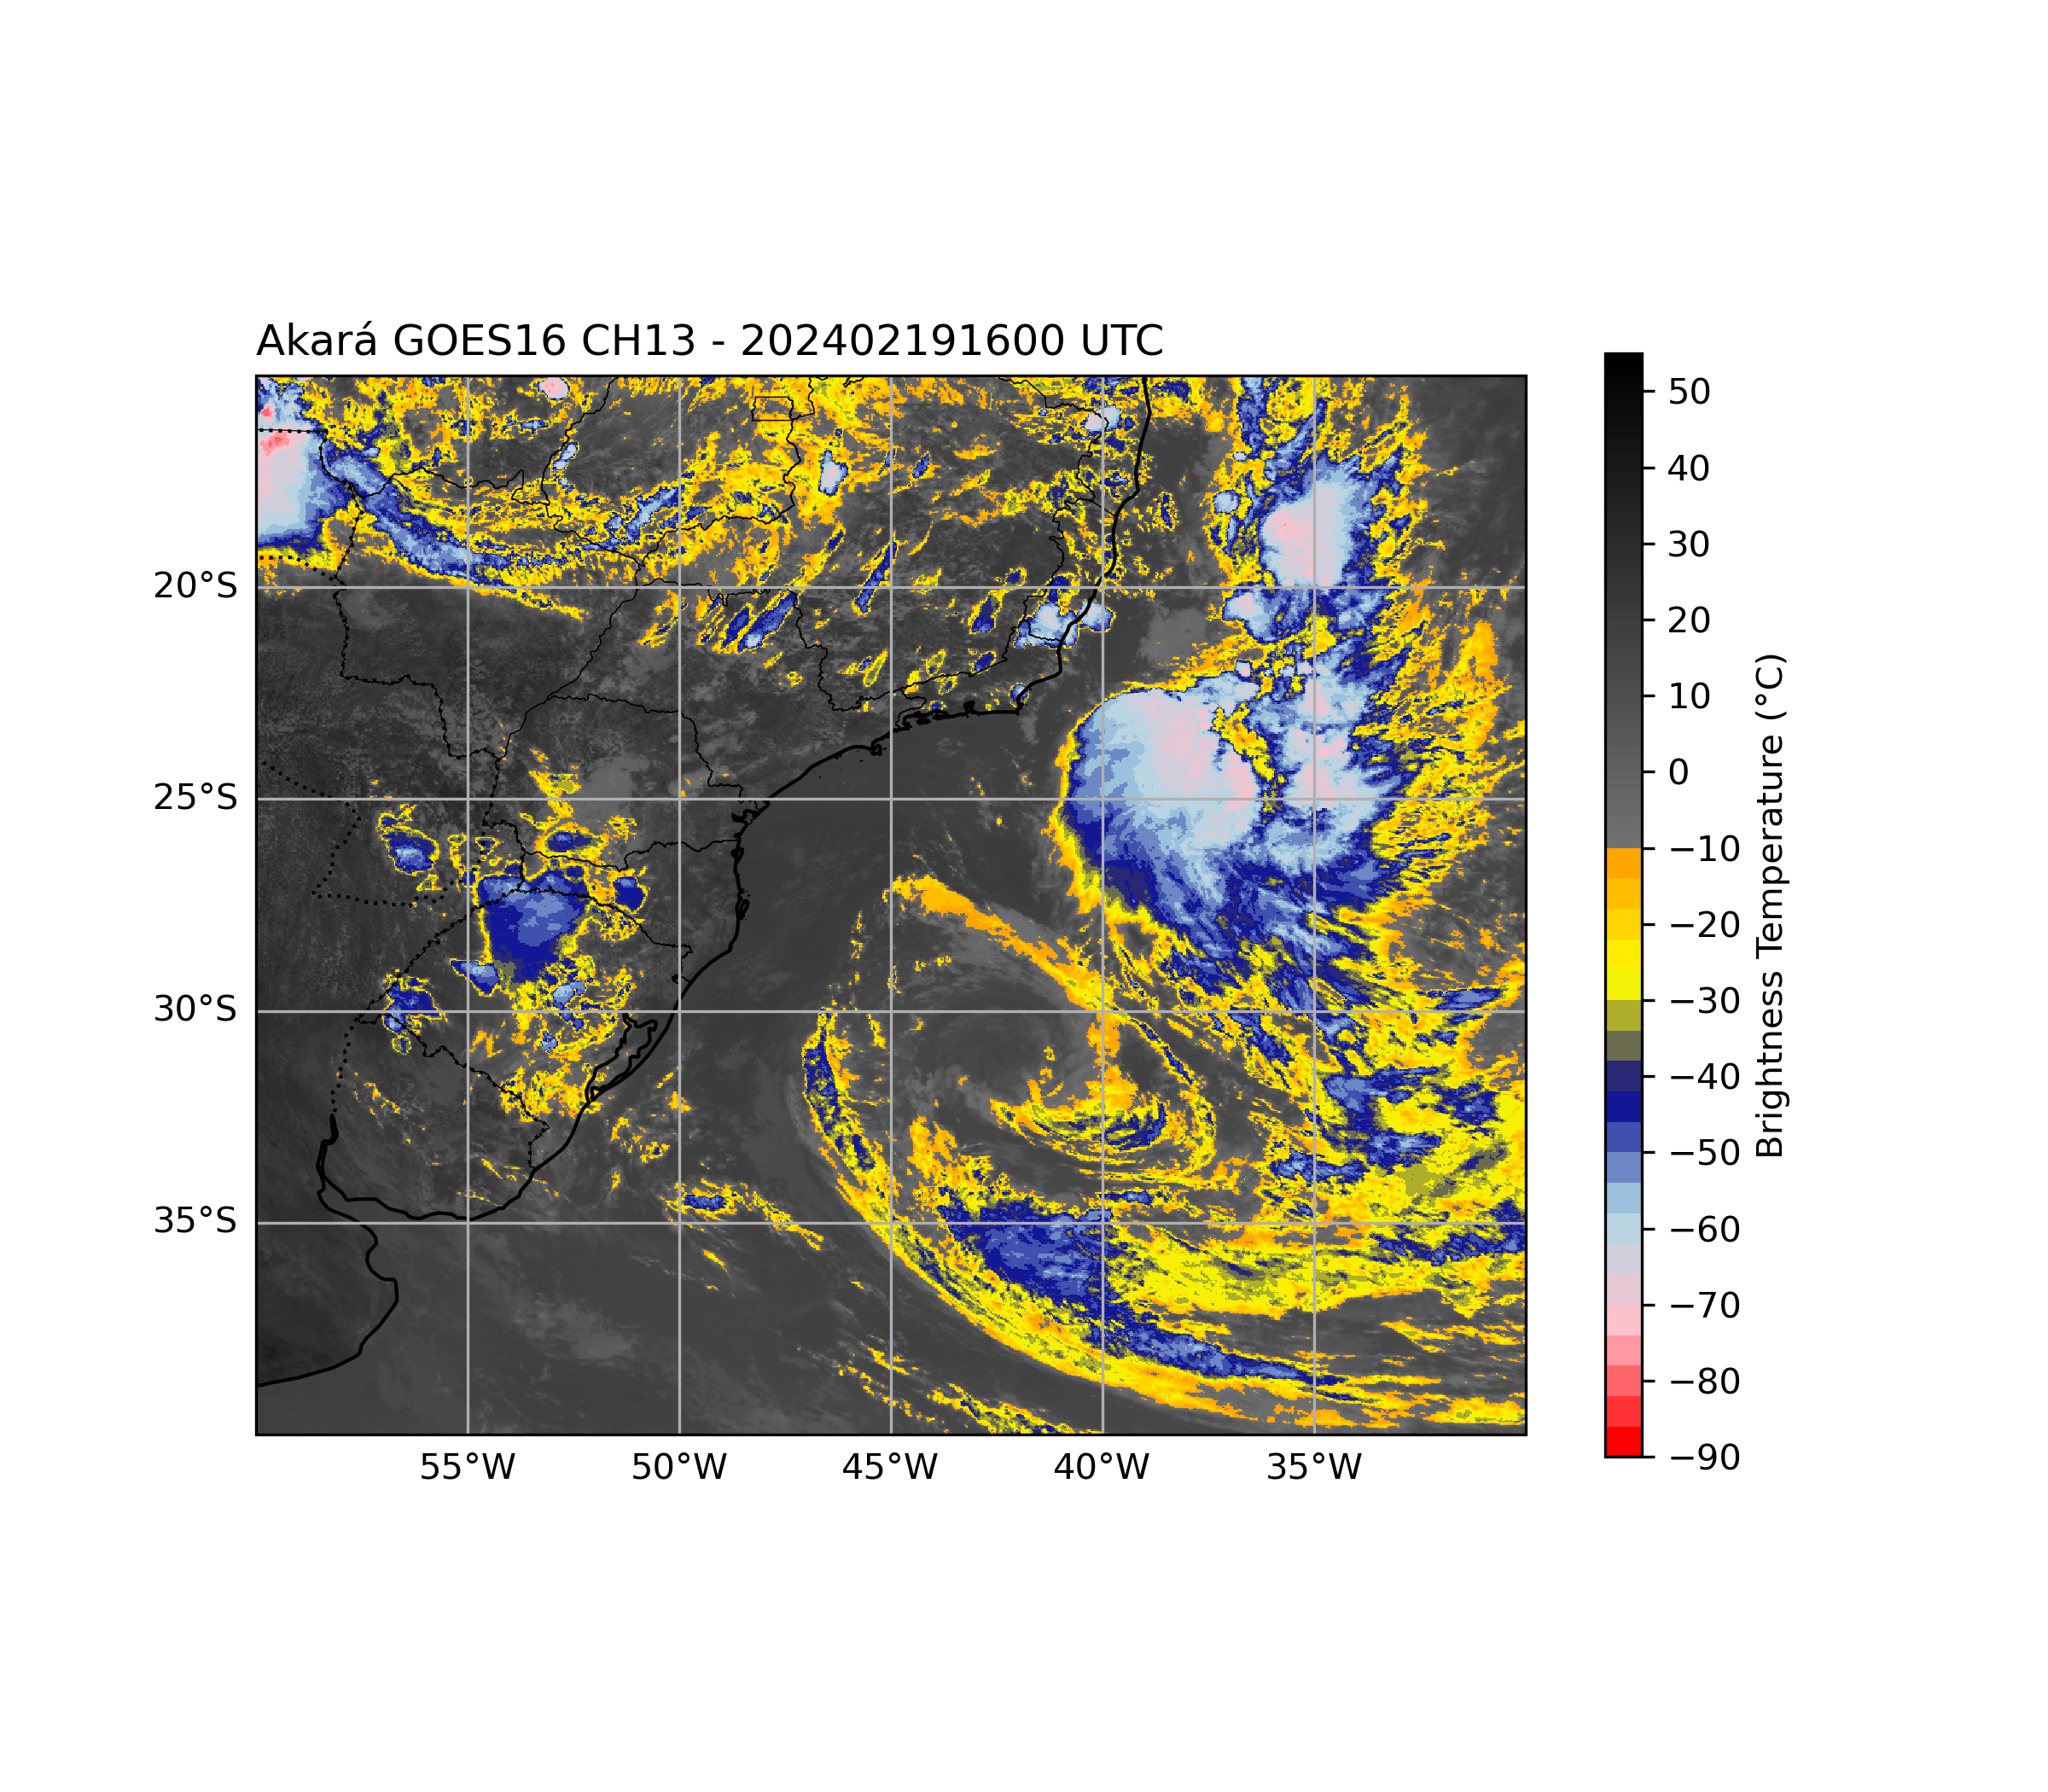 Akará GOES16 CH13 - 202402191600 UTC
20°S
25°S
30°S
35°S
55°W
50°W
45°W
40°W
35°W
50
40
30
20
10
0
−10
−20
−30
−40
−50
−60
−70
−80
−90
Brightness Temperature (°C)